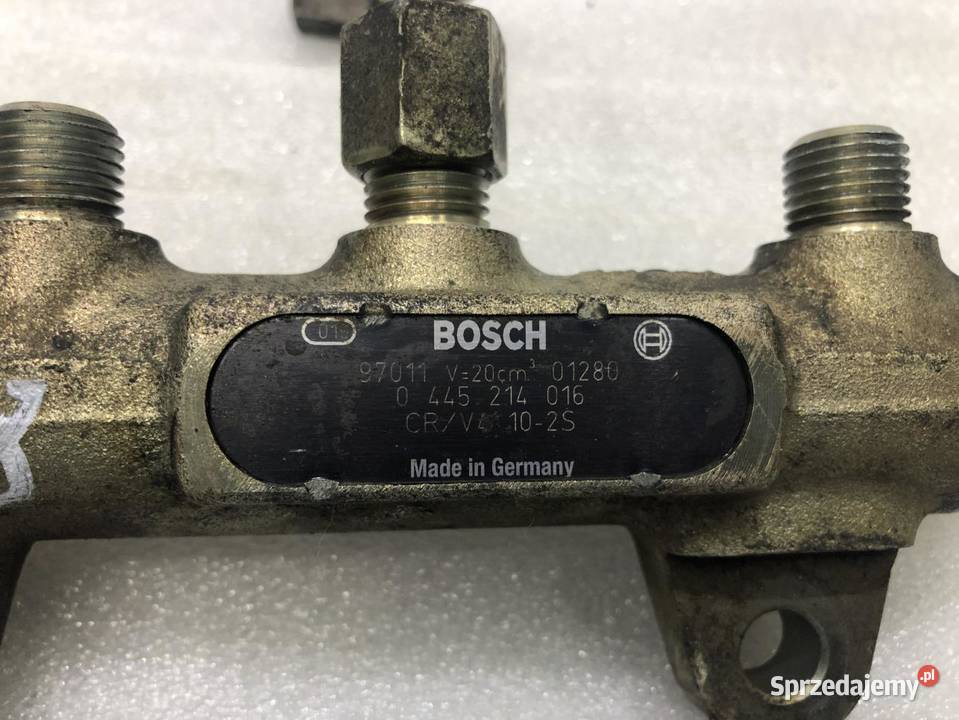 01
BOSCH
97011 V=20cm³ 01280
0 445 214 016
CR/V4 10-2S
Made in Germany
Sprzedajemy.pl